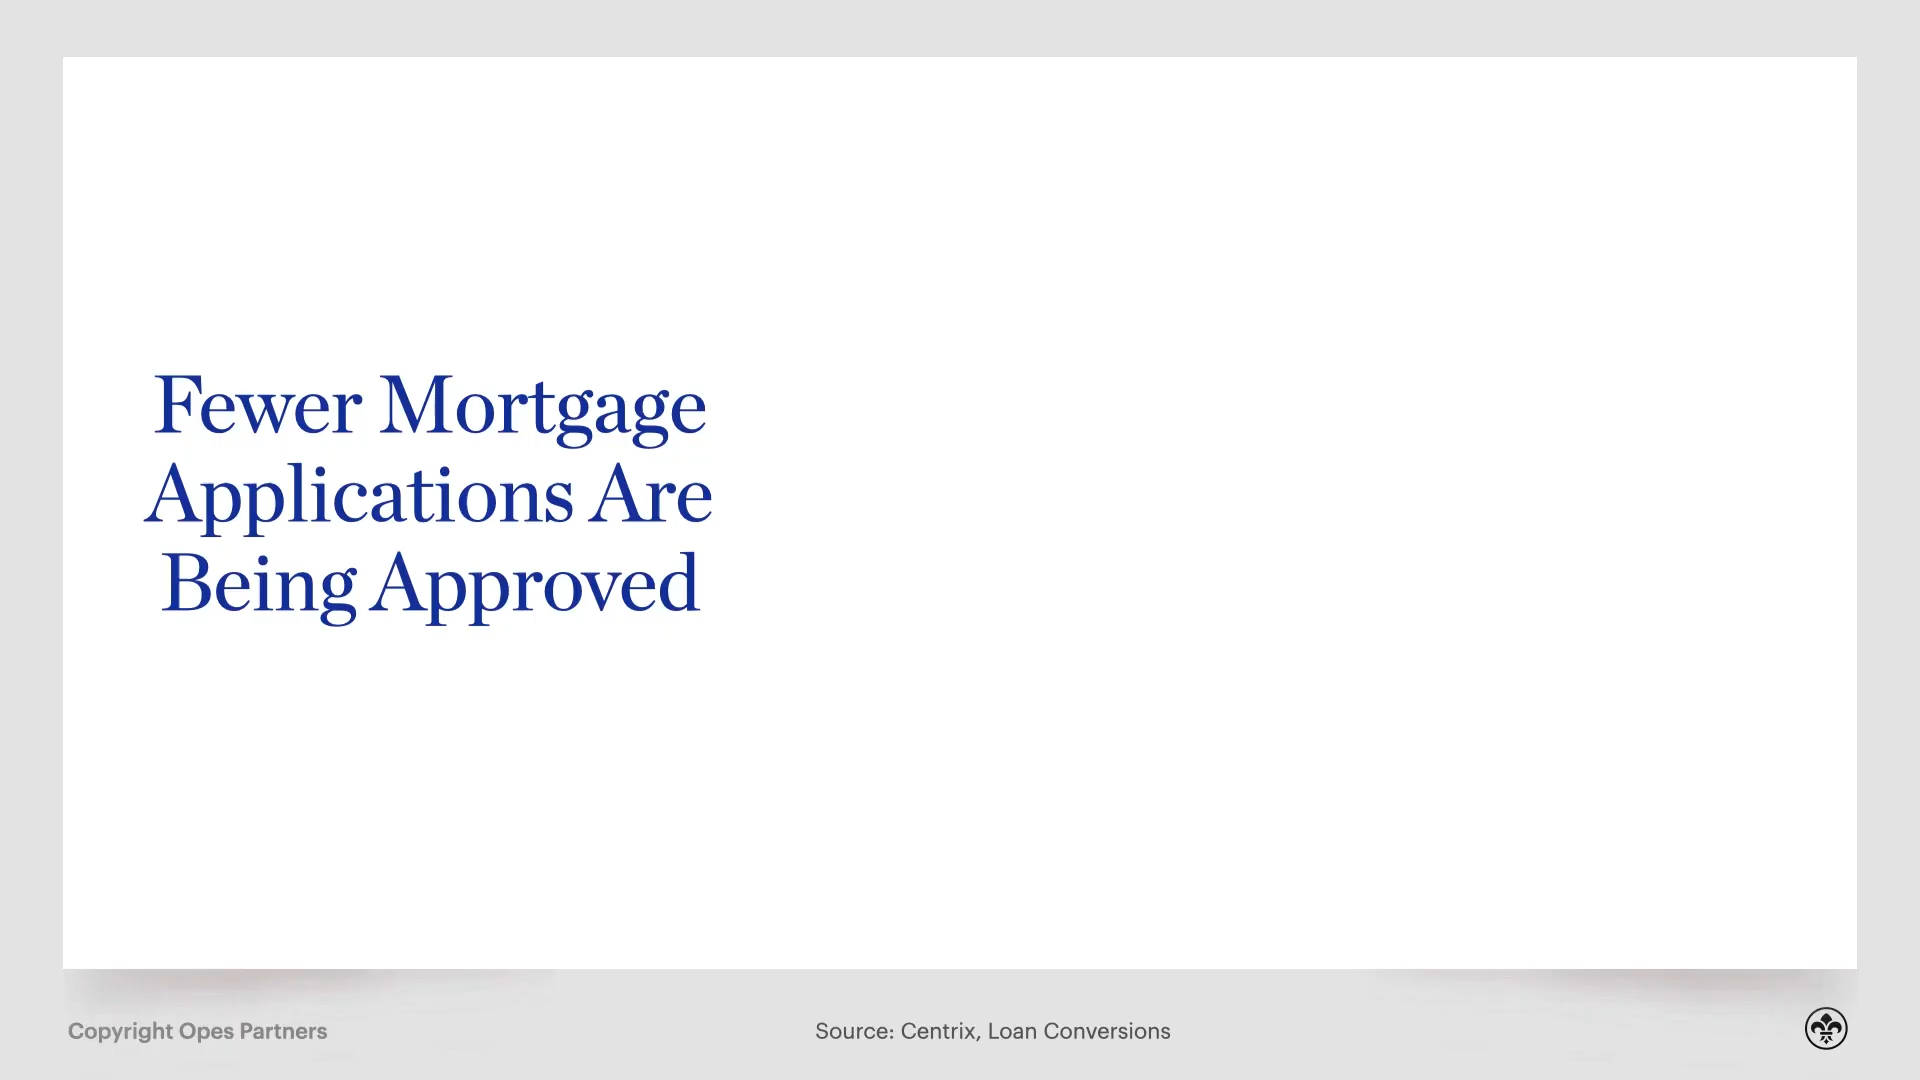 Fewer Mortgage
Applications Are
Being Approved
Copyright Opes Partners
Source: Centrix, Loan Conversions